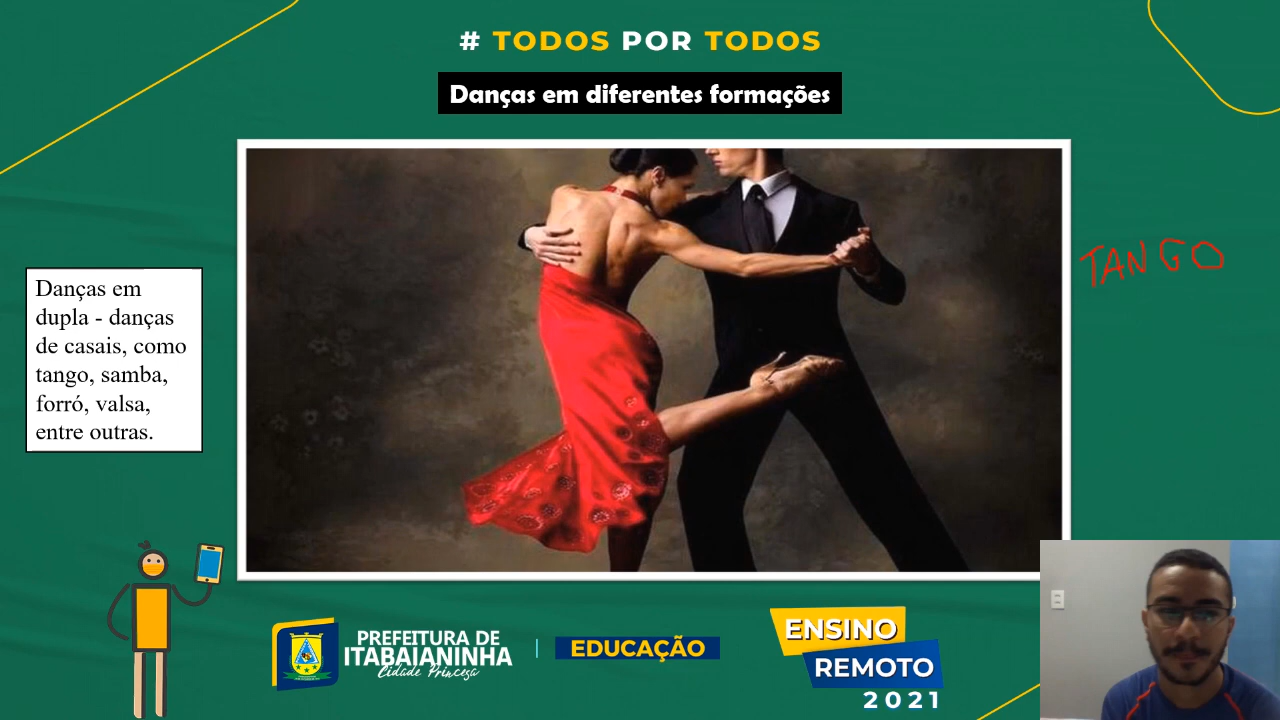 # TODOS POR TODOS
Danças em diferentes formações
TANGO
Danças em
dupla - danças
de casais, como
tango, samba,
forró, valsa,
entre outras.
PREFEITURA DE
ITABAIANINHA
Cidade Princesa
EDUCAÇÃO
ENSINO
REMOTO
2021